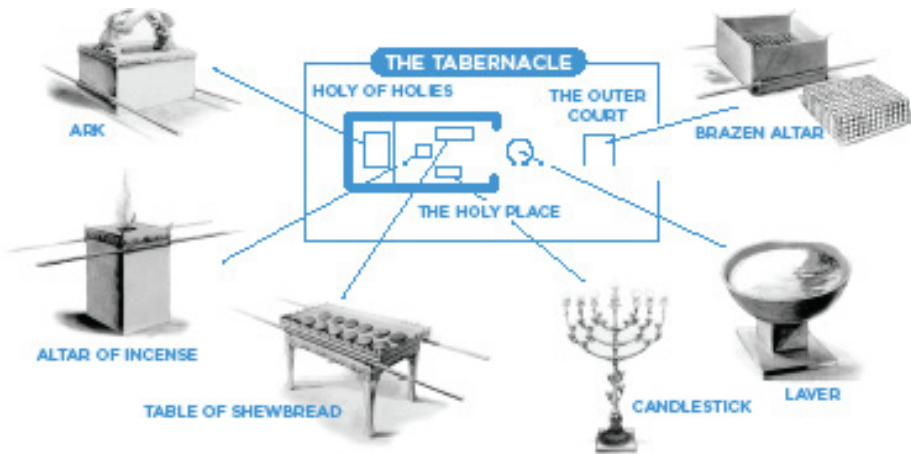 THE TABERNACLE
HOLY OF HOLIES
THE OUTER
COURT
ARK
BRAZEN ALTAR
THE HOLY PLACE
ALTAR OF INCENSE
TABLE OF SHEWBREAD
CANDLESTICK
LAVER